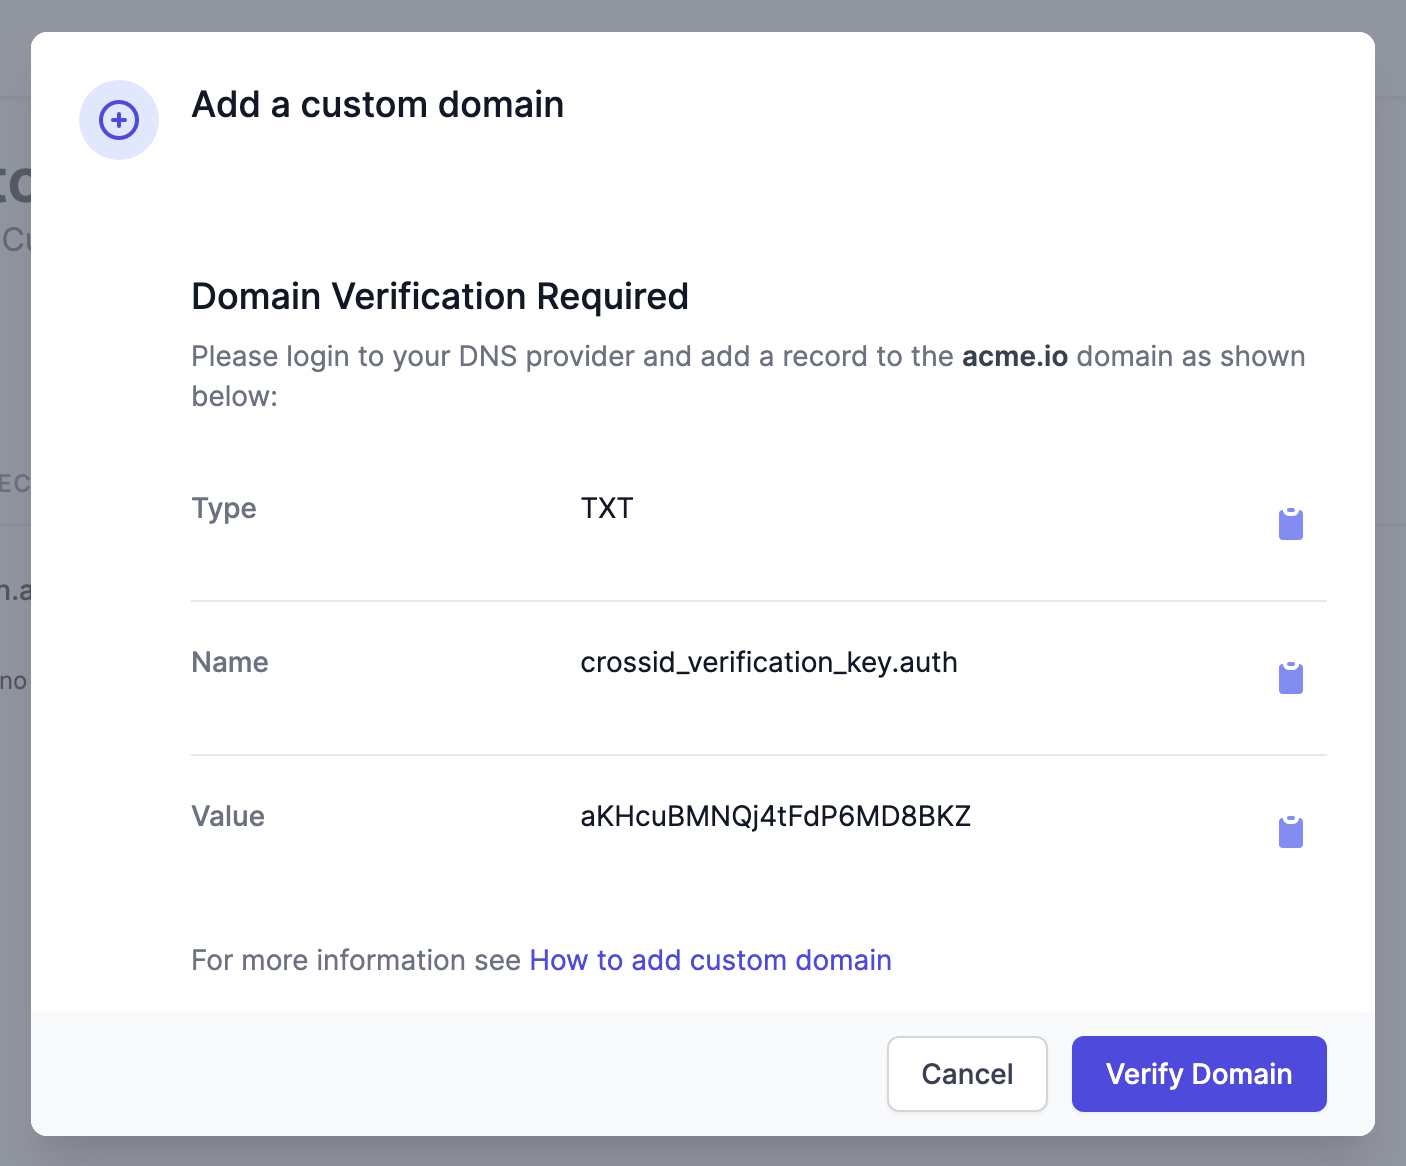 Add a custom domain
Domain Verification Required
Please login to your DNS provider and add a record to the acme.io domain as shown
below:
Type TXT
Name crossid_verification_key.auth
Value aKHcuBMNQj4tFdP6MD8BKZ
For more information see How to add custom domain
Cancel Verify Domain